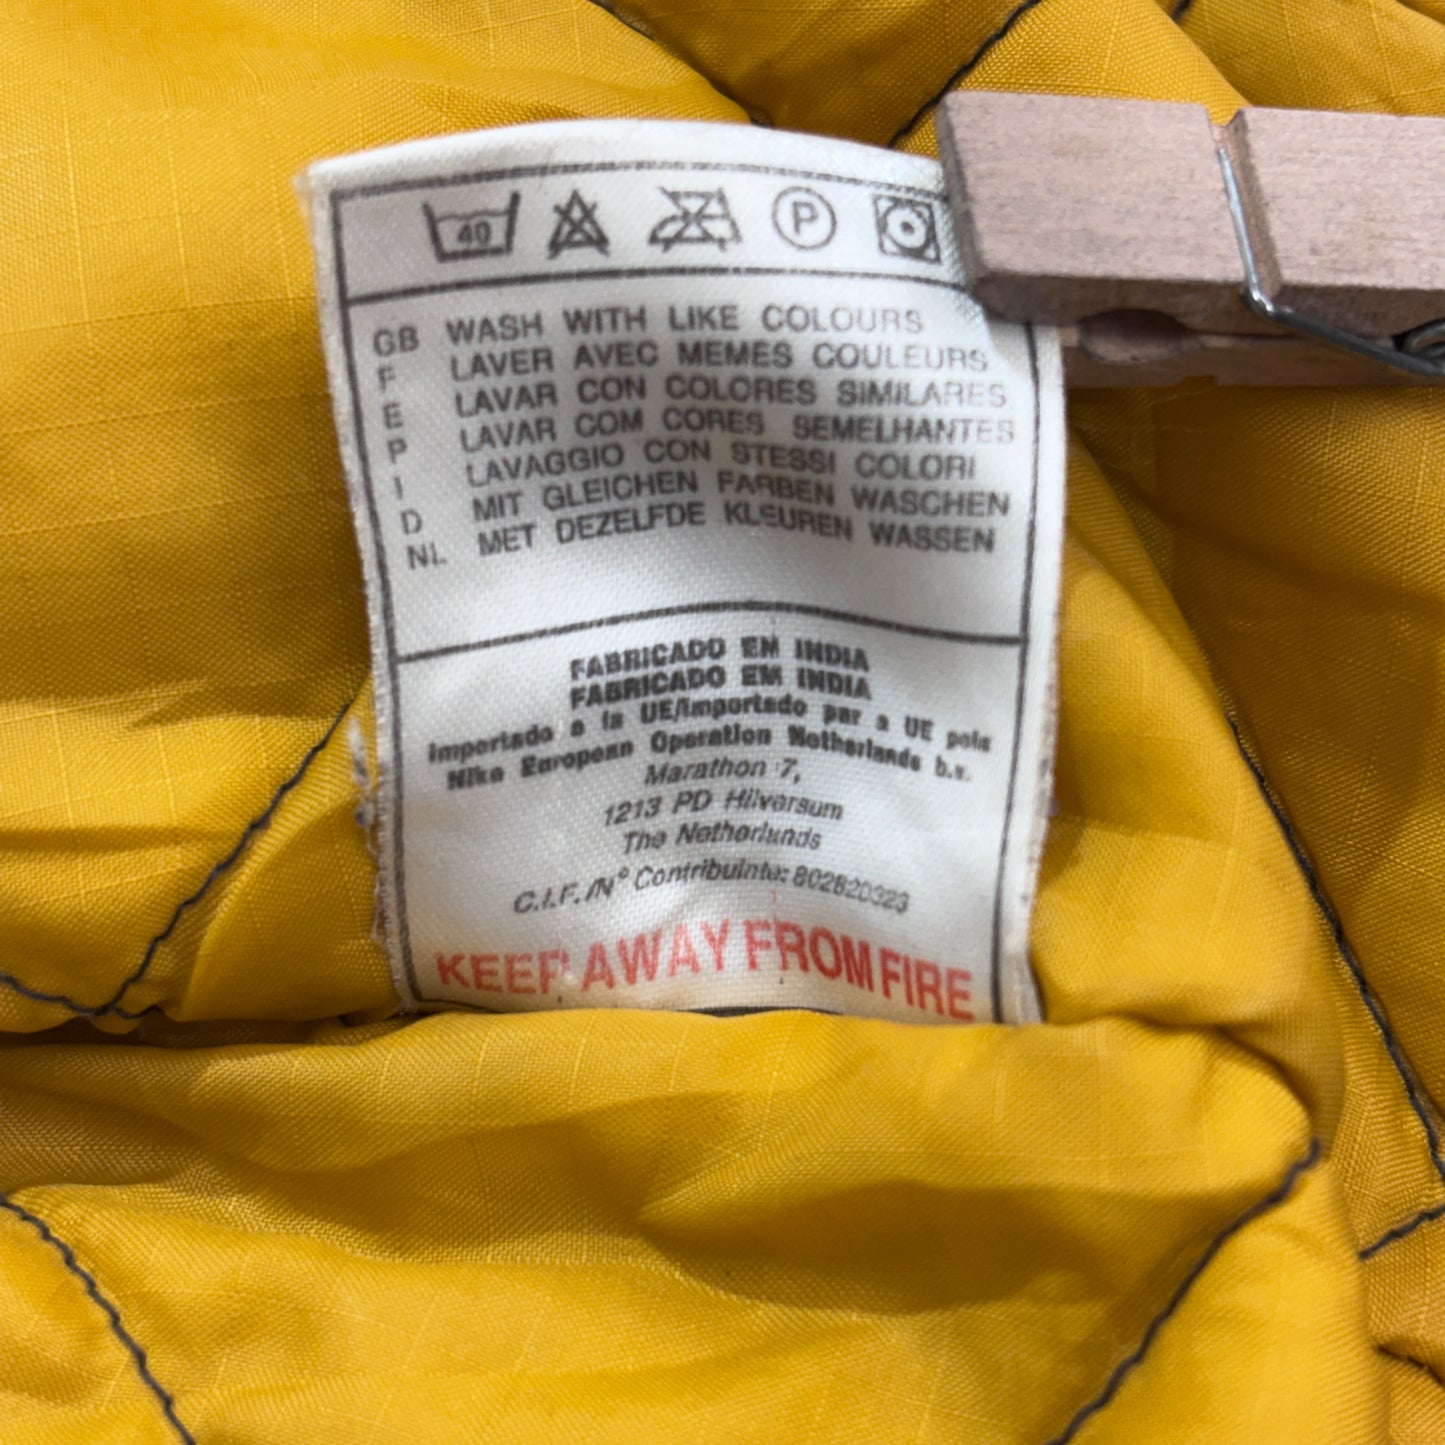 40 P
GB WASH WITH LIKE COLOURS
F LAVER AVEC MEMES COULEURS
E LAVAR CON COLORES SIMILARES
P LAVAR COM CORES SEMELHANTES
I LAVAGGIO CON STESSI COLORI
D MIT GLEICHEN FARBEN WASCHEN
NL MET DEZELFDE KLEUREN WASSEN
FABRICADO EN INDIA
FABRICADO EM INDIA
Importado a la UE/Importado par a UE pols
Nike European Operation Netherlands b.v.
Marathon 7,
1213 PD Hilversum
The Netherlands
C.I.F./N° Contribuinte: 802820323
KEEP AWAY FROM FIRE